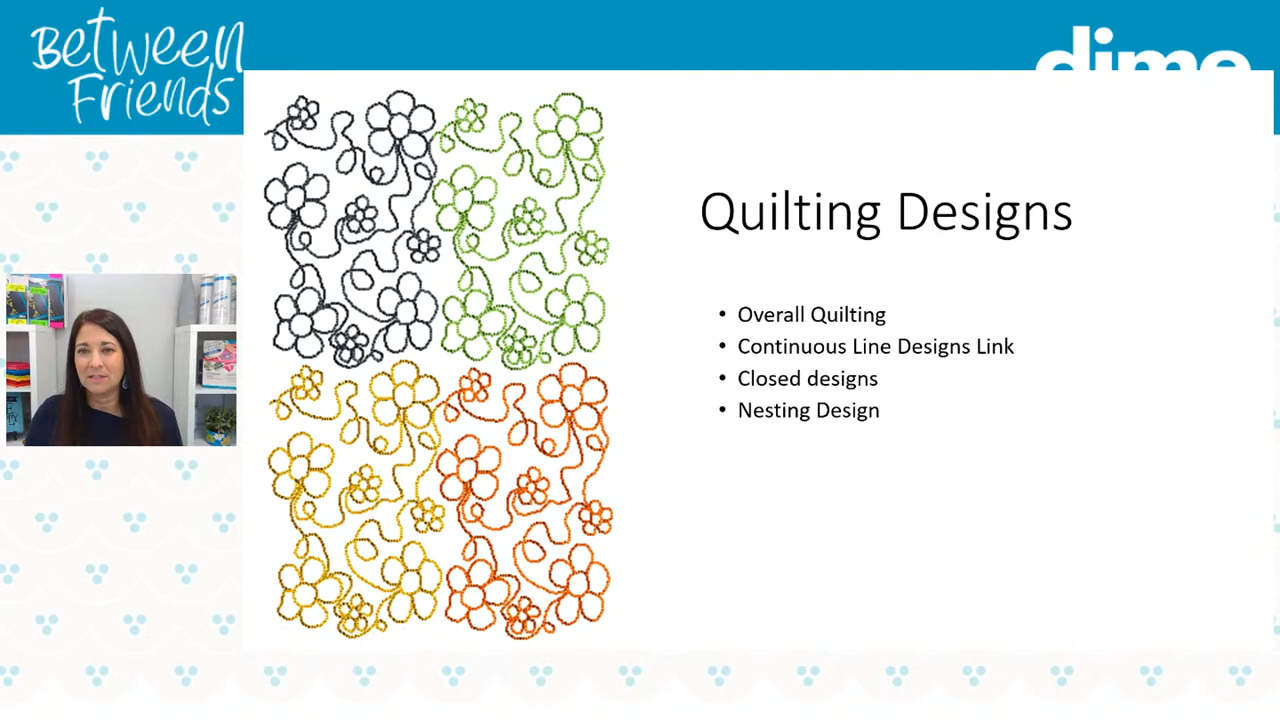 Between
Friends
dime
Quilting Designs
• Overall Quilting
• Continuous Line Designs Link
• Closed designs
• Nesting Design